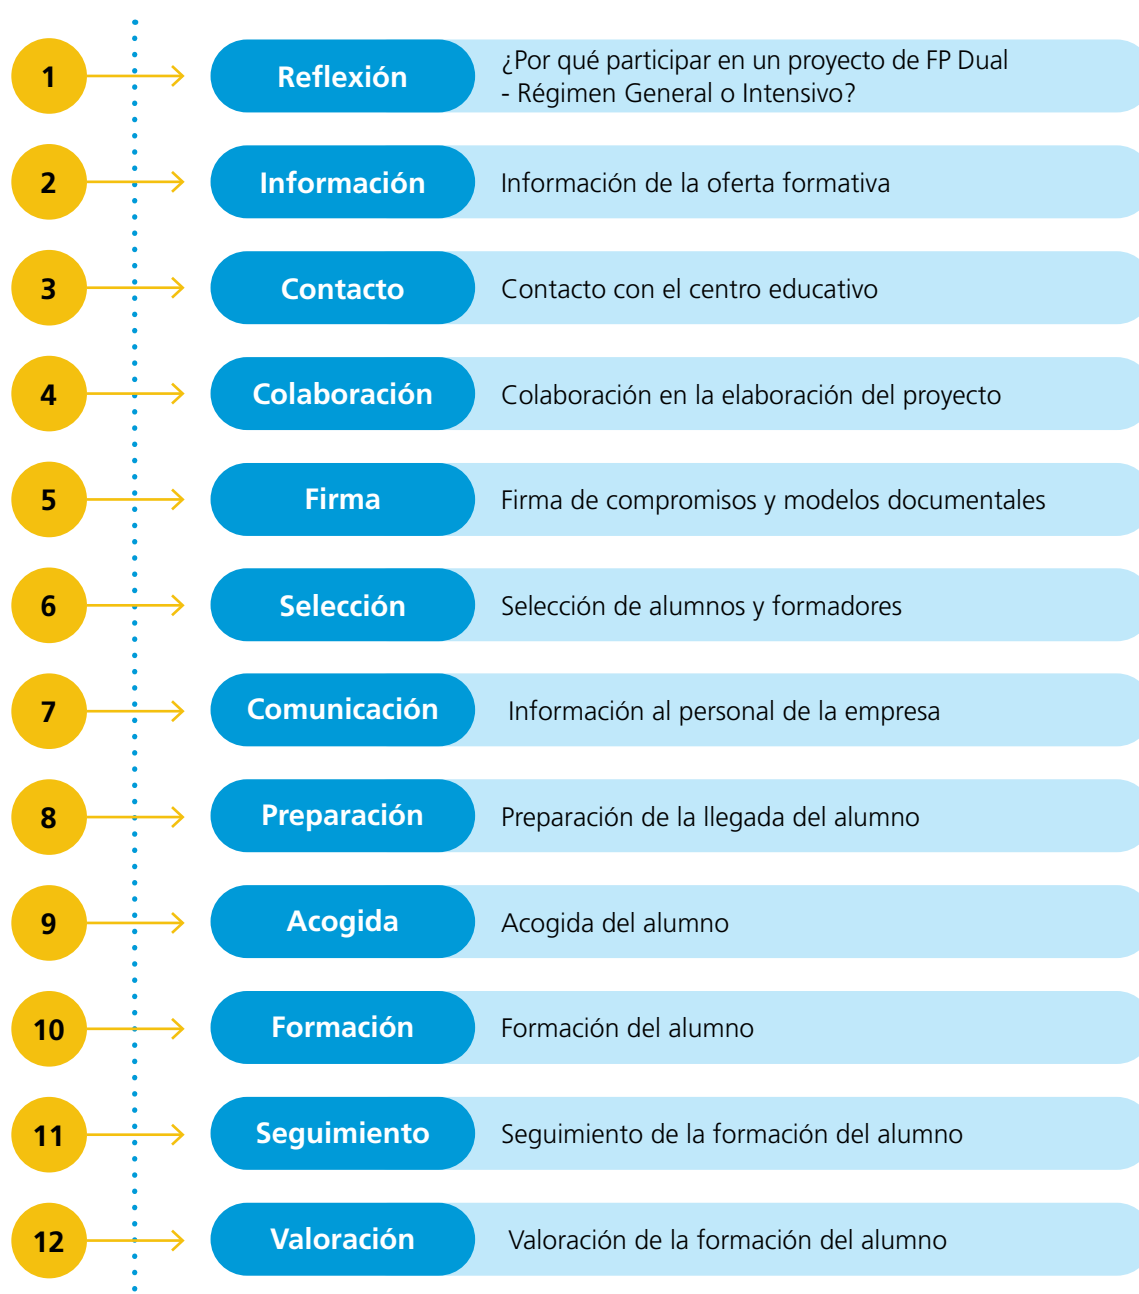 1
Reflexión
¿Por qué participar en un proyecto de FP Dual
- Régimen General o Intensivo?
2
Información
Información de la oferta formativa
3
Contacto
Contacto con el centro educativo
4
Colaboración
Colaboración en la elaboración del proyecto
5
Firma
Firma de compromisos y modelos documentales
6
Selección
Selección de alumnos y formadores
7
Comunicación
Información al personal de la empresa
8
Preparación
Preparación de la llegada del alumno
9
Acogida
Acogida del alumno
10
Formación
Formación del alumno
11
Seguimiento
Seguimiento de la formación del alumno
12
Valoración
Valoración de la formación del alumno